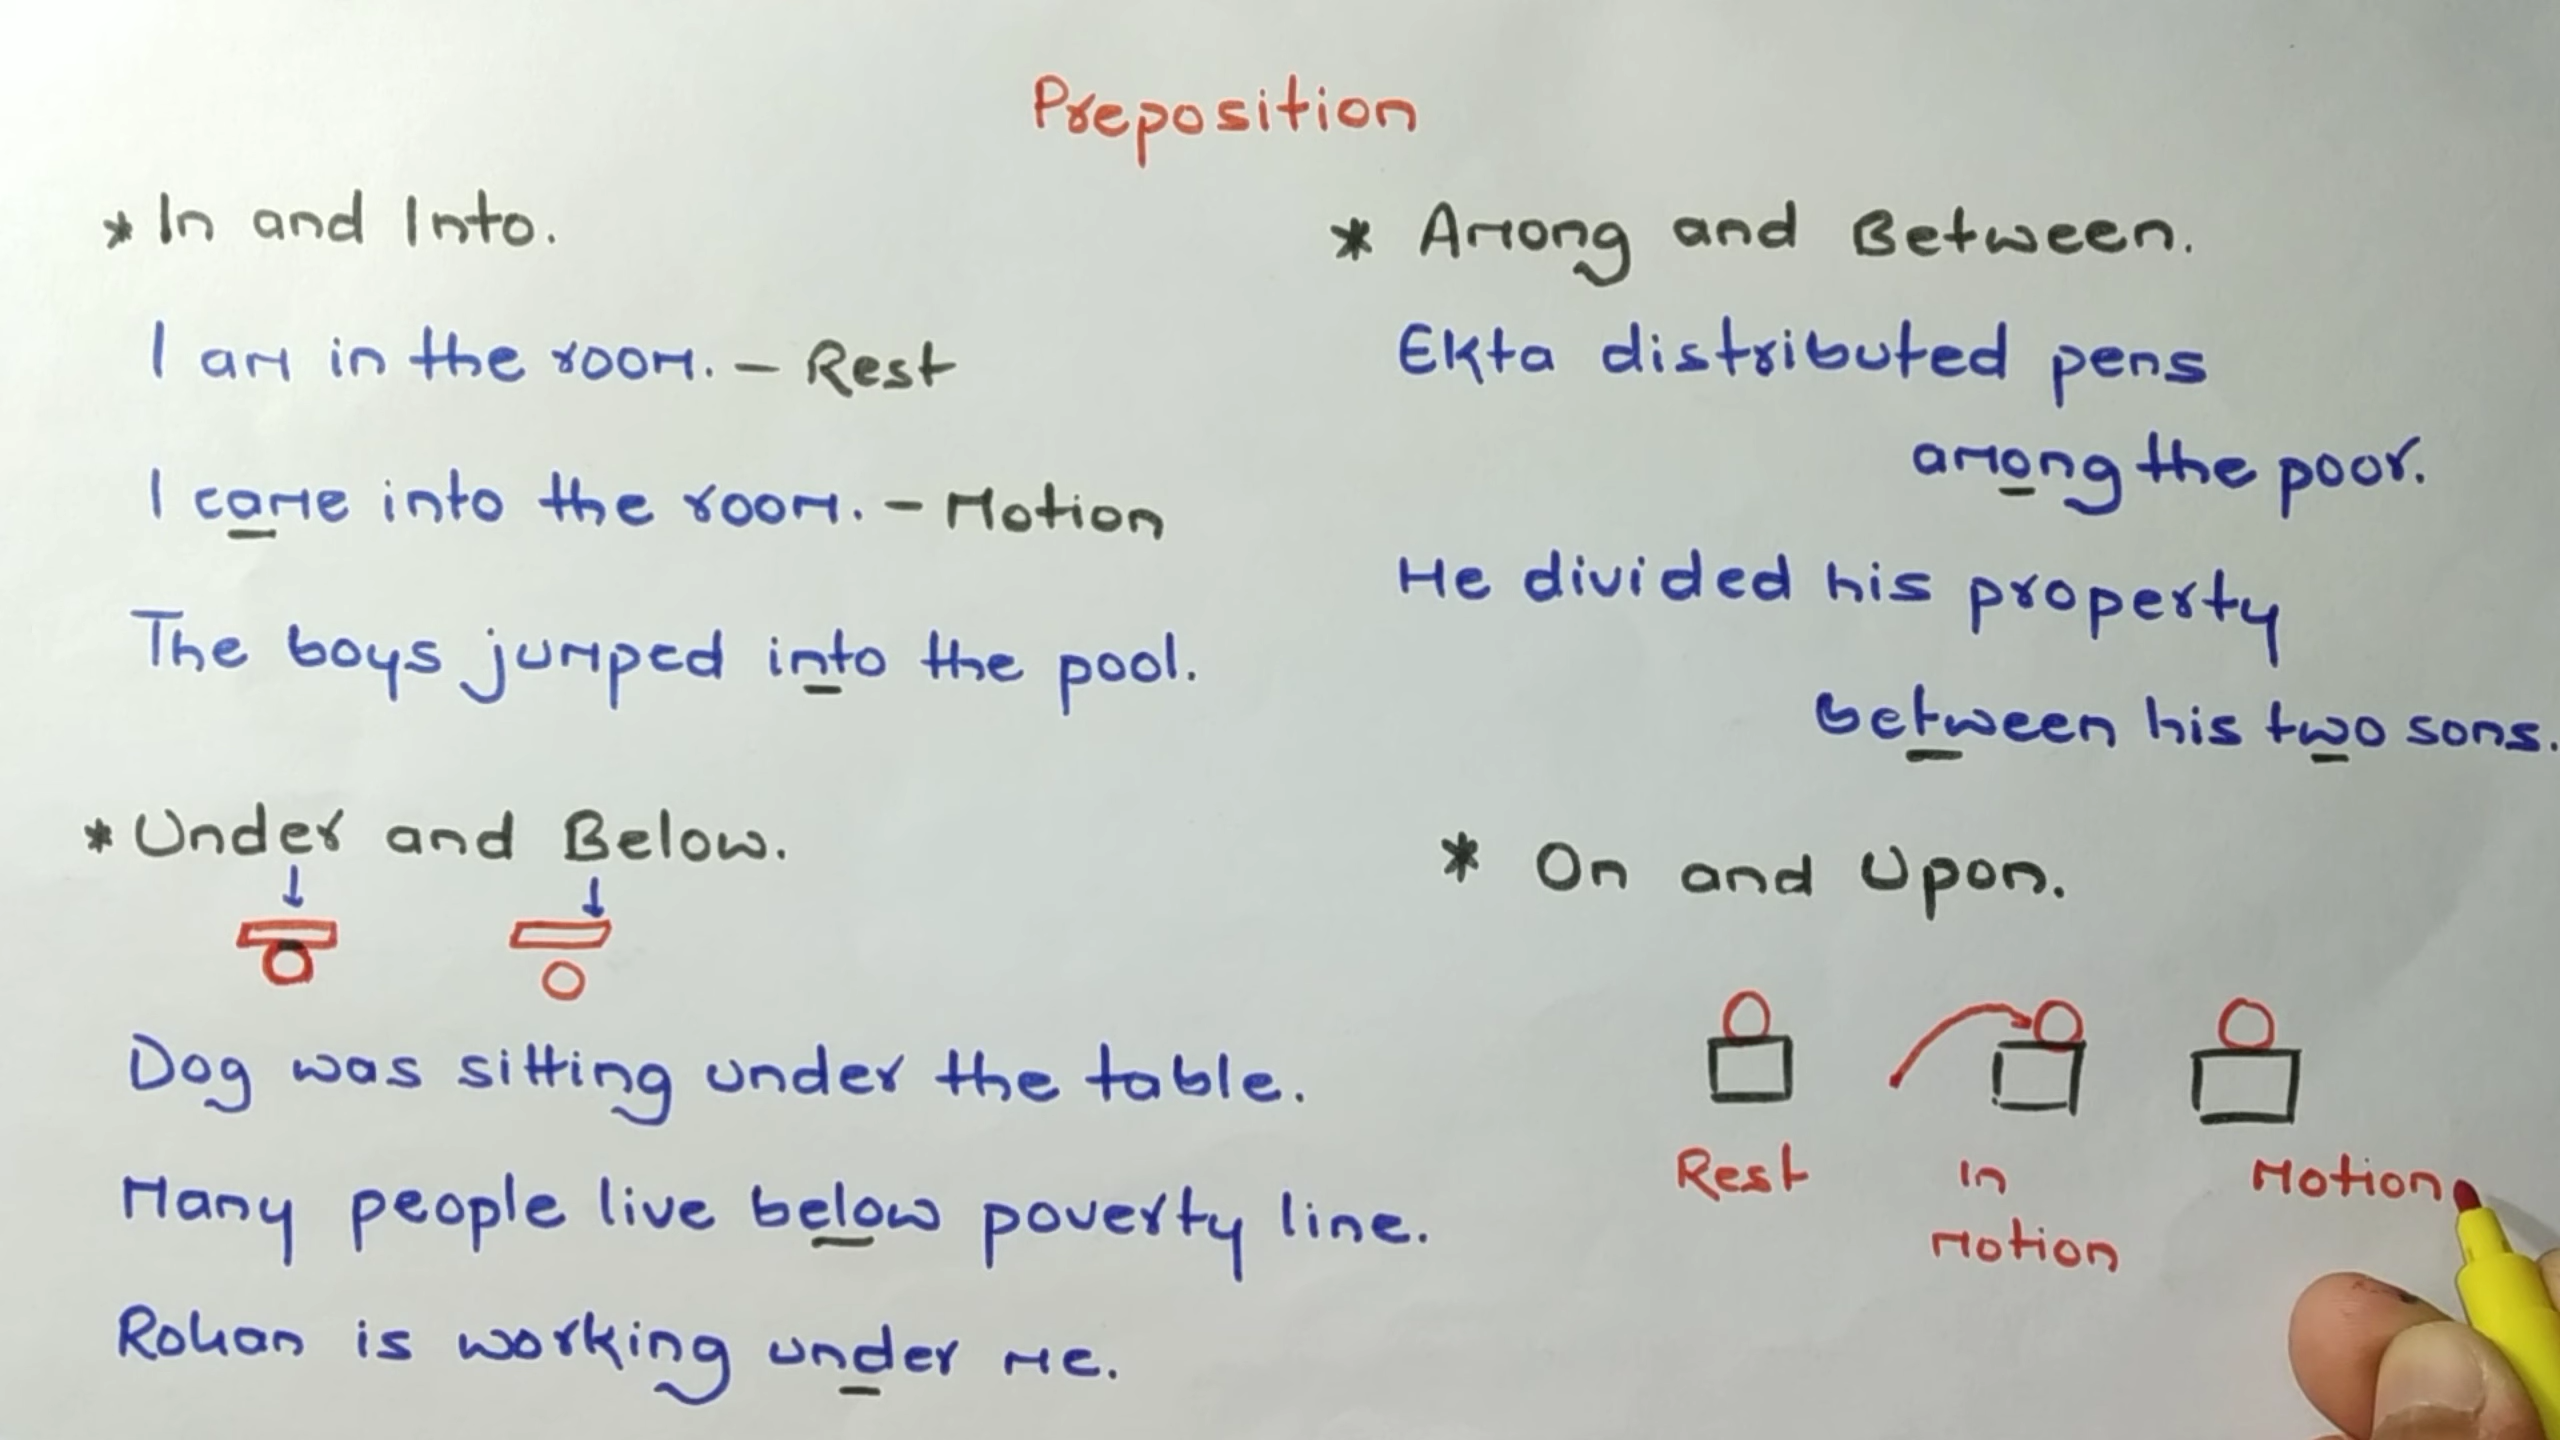 Preposition
* In and Into.
I am in the room. - Rest
I came into the room. - Motion
The boys jumped into the pool.
* Under and Below.
Dog was sitting under the table.
Many people live below poverty line.
Rohan is working under me.
* Among and Between.
Ekta distributed pens
among the poor.
He divided his property
between his two sons.
* On and Upon.
Rest In Motion
Motion